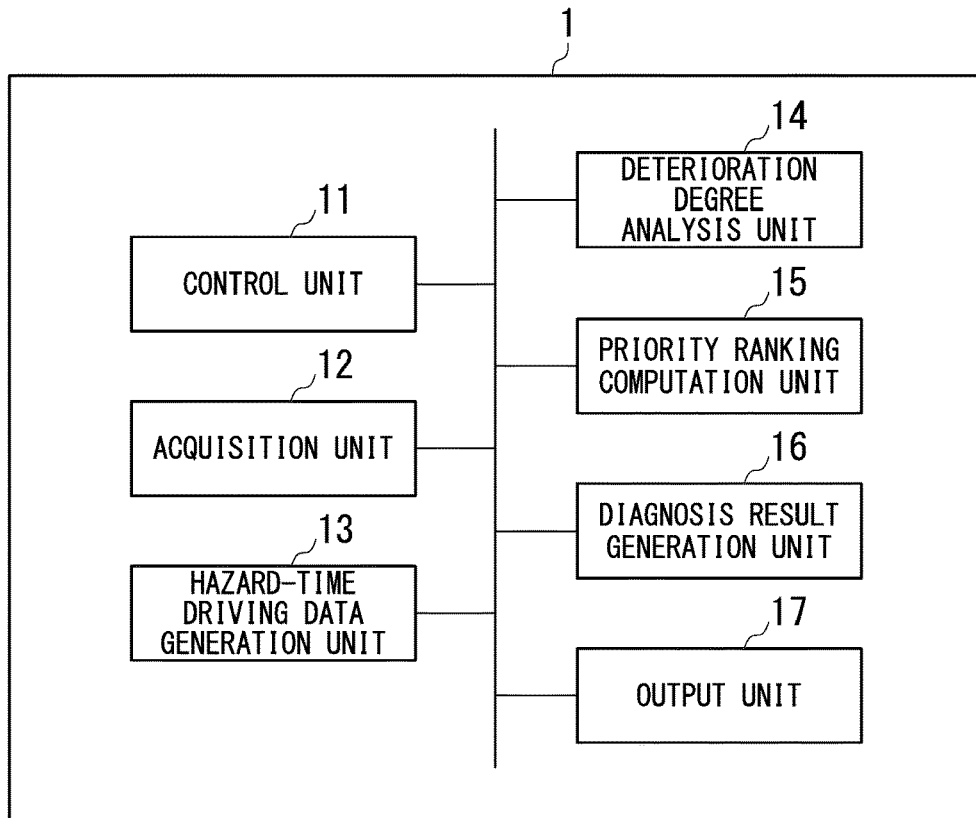 1
11
CONTROL UNIT
12
ACQUISITION UNIT
13
HAZARD-TIME
DRIVING DATA
GENERATION UNIT
14
DETERIORATION
DEGREE
ANALYSIS UNIT
15
PRIORITY RANKING
COMPUTATION UNIT
16
DIAGNOSIS RESULT
GENERATION UNIT
17
OUTPUT UNIT